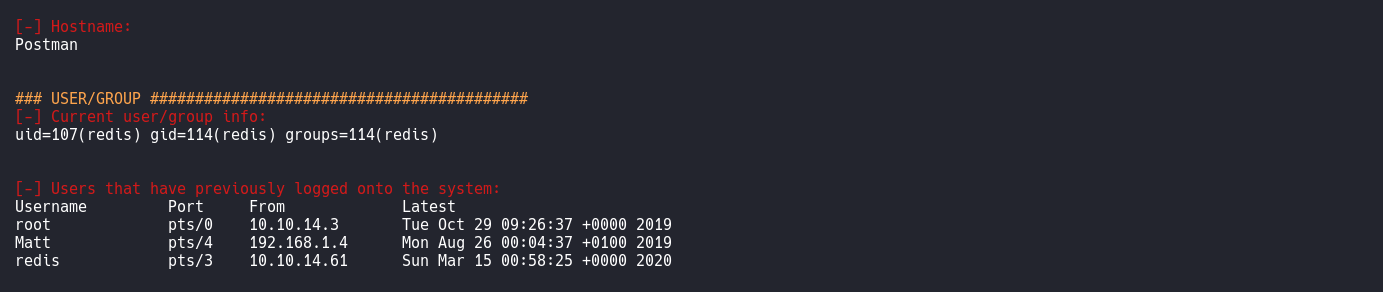 [-] Hostname:
Postman
### USER/GROUP ##########################################
[-] Current user/group info:
uid=107(redis) gid=114(redis) groups=114(redis)
[-] Users that have previously logged onto the system:
Username         Port     From             Latest
root             pts/0    10.10.14.3       Tue Oct 29 09:26:37 +0000 2019
Matt             pts/4    192.168.1.4      Mon Aug 26 00:04:37 +0100 2019
redis            pts/3    10.10.14.61      Sun Mar 15 00:58:25 +0000 2020